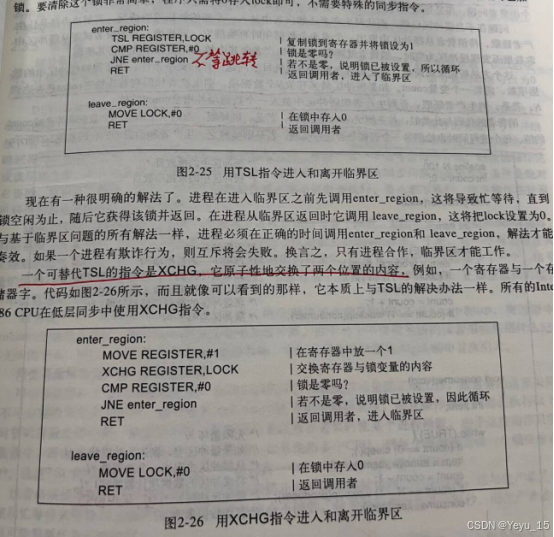 锁。要清除这个锁非常简单，程序只需将0存入lock即可，不需要特殊的同步指令。
enter_region:
TSL REGISTER,LOCK | 复制锁到寄存器并将锁设为1
CMP REGISTER,#0 | 锁是零吗？
JNE enter_region 不等跳转 | 若不是零，说明锁已被设置，所以循环
RET | 返回调用者，进入了临界区
leave_region:
MOVE LOCK,#0 | 在锁中存入0
RET | 返回调用者
图2-25 用TSL指令进入和离开临界区
现在有一种很明确的解法了。进程在进入临界区之前先调用enter_region，这将导致忙等待，直到
锁空闲为止，随后它获得该锁并返回。在进程从临界区返回时它调用 leave_region，这将把lock设置为0。
与基于临界区问题的所有解法一样，进程必须在正确的时间调用enter_region和 leave_region，解法才能
奏效。如果一个进程有欺诈行为，则互斥将会失败。换言之，只有进程合作，临界区才能工作。
一个可替代TSL的指令是XCHG，它原子性地交换了两个位置的内容，例如，一个寄存器与一个存
储器字。代码如图2-26所示，而且就像可以看到的那样，它本质上与TSL的解决办法一样。所有的Inte
86 CPU在低层同步中使用XCHG指令。
enter_region:
MOVE REGISTER,#1 | 在寄存器中放一个1
XCHG REGISTER,LOCK | 交换寄存器与锁变量的内容
CMP REGISTER,#0 | 锁是零吗？
JNE enter_region | 若不是零，说明锁已被设置，因此循环
RET | 返回调用者，进入临界区
leave_region:
MOVE LOCK,#0 | 在锁中存入0
RET | 返回调用者
图2-26 用XCHG指令进入和离开临界区
CSDN @Yeyu_15